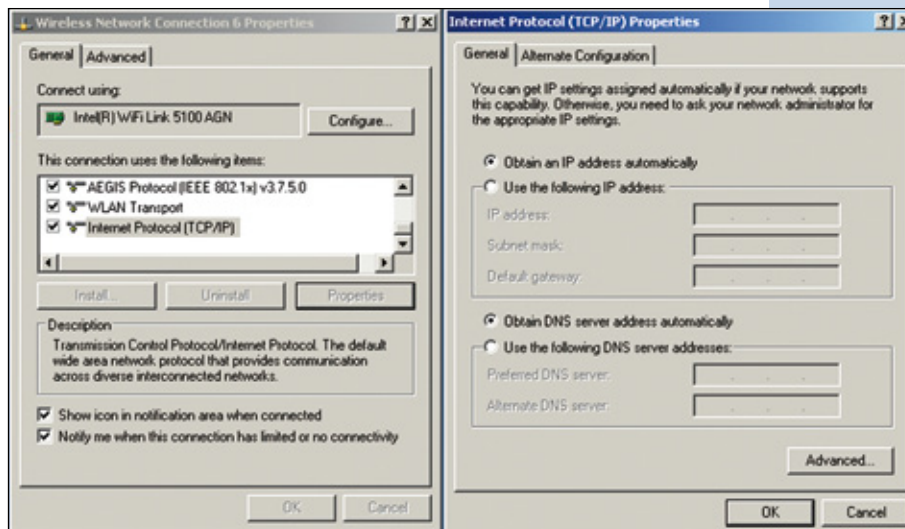 Wireless Network Connection 6 Properties
General
Advanced
Connect using:
Intel(R) WiFi Link 5100 AGN
Configure...
This connection uses the following items:
AEGIS Protocol (IEEE 802.1x) v3.7.5.0
WLAN Transport
Internet Protocol (TCP/IP)
Install...
Uninstall
Properties
Description
Transmission Control Protocol/Internet Protocol. The default
wide area network protocol that provides communication
across diverse interconnected networks.
Show icon in notification area when connected
Notify me when this connection has limited or no connectivity
OK
Cancel
Internet Protocol (TCP/IP) Properties
General
Alternate Configuration
You can get IP settings assigned automatically if your network supports
this capability. Otherwise, you need to ask your network administrator for
the appropriate IP settings.
Obtain an IP address automatically
Use the following IP address:
IP address:
Subnet mask:
Default gateway:
Obtain DNS server address automatically
Use the following DNS server addresses:
Preferred DNS server:
Alternate DNS server:
Advanced...
OK
Cancel